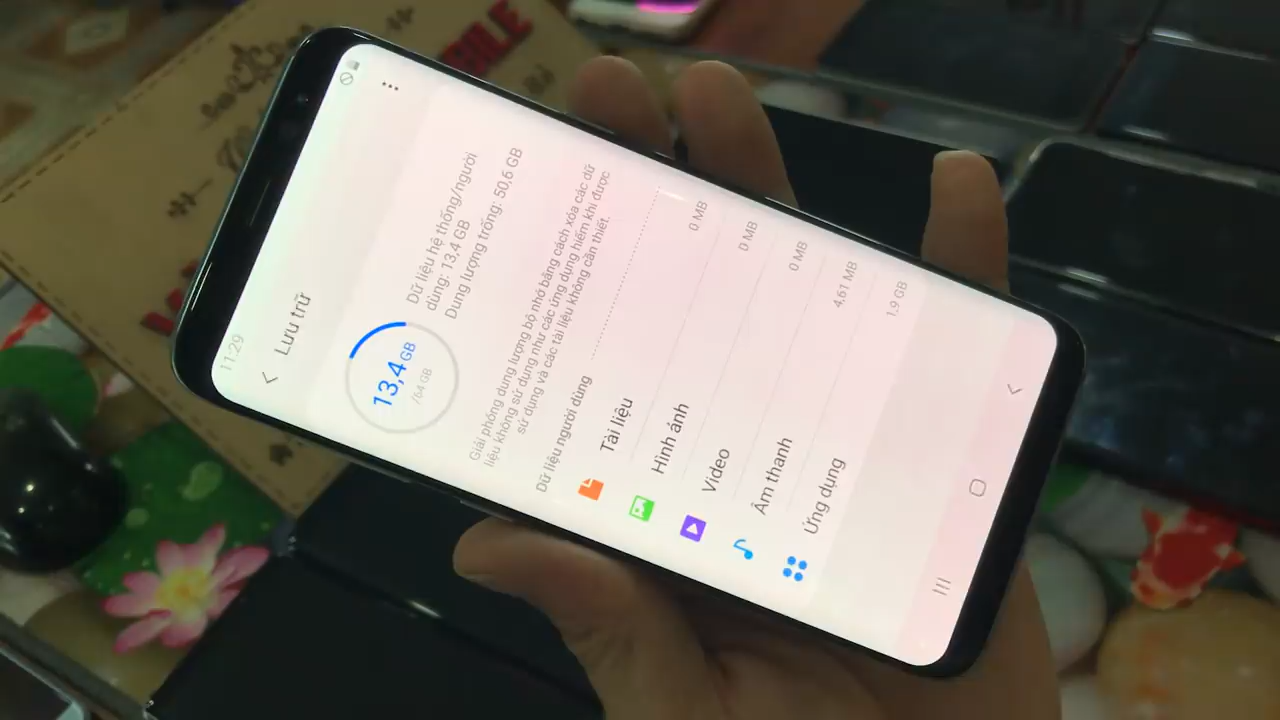 11:29
Lưu trữ
13,4 GB
/64 GB
Dữ liệu hệ thống/người
dùng: 13,4 GB
Dung lượng trống: 50,6 GB
Giải phóng dung lượng bộ nhớ bằng cách xóa các dữ
liệu không sử dụng như các ứng dụng hiếm khi được
sử dụng và các tài liệu không cần thiết.
Dữ liệu người dùng
Tài liệu 0 MB
Hình ảnh 0 MB
Video 0 MB
Âm thanh 4,61 MB
Ứng dụng 1.9 GB